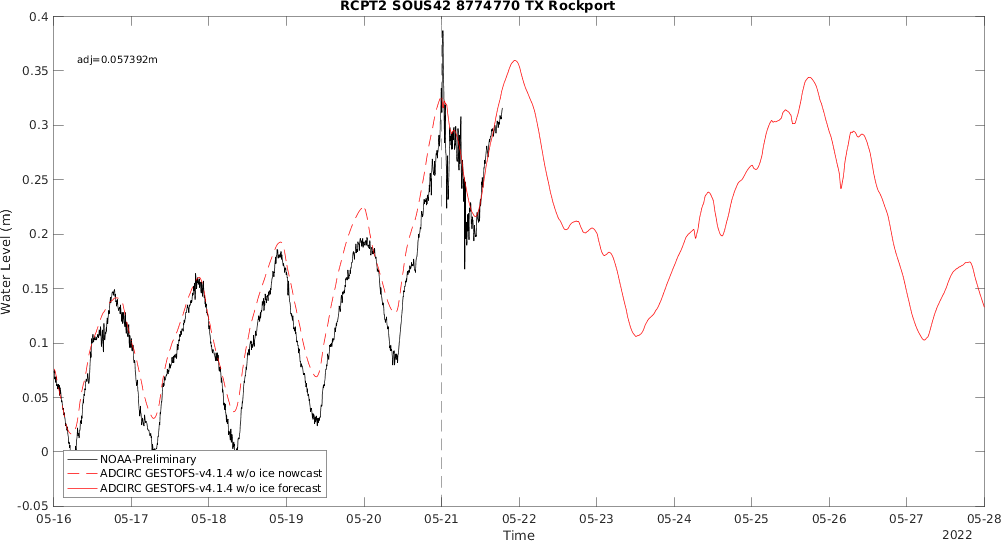 RCPT2 SOUS42 8774770 TX Rockport
adj=0.057392m
0.4
0.35
0.3
0.25
0.2
0.15
0.1
0.05
0
-0.05
Water Level (m)
NOAA-Preliminary
ADCIRC GESTOFS-v4.1.4 w/o ice nowcast
ADCIRC GESTOFS-v4.1.4 w/o ice forecast
05-16 05-17 05-18 05-19 05-20 05-21 05-22 05-23 05-24 05-25 05-26 05-27 05-28
Time
2022